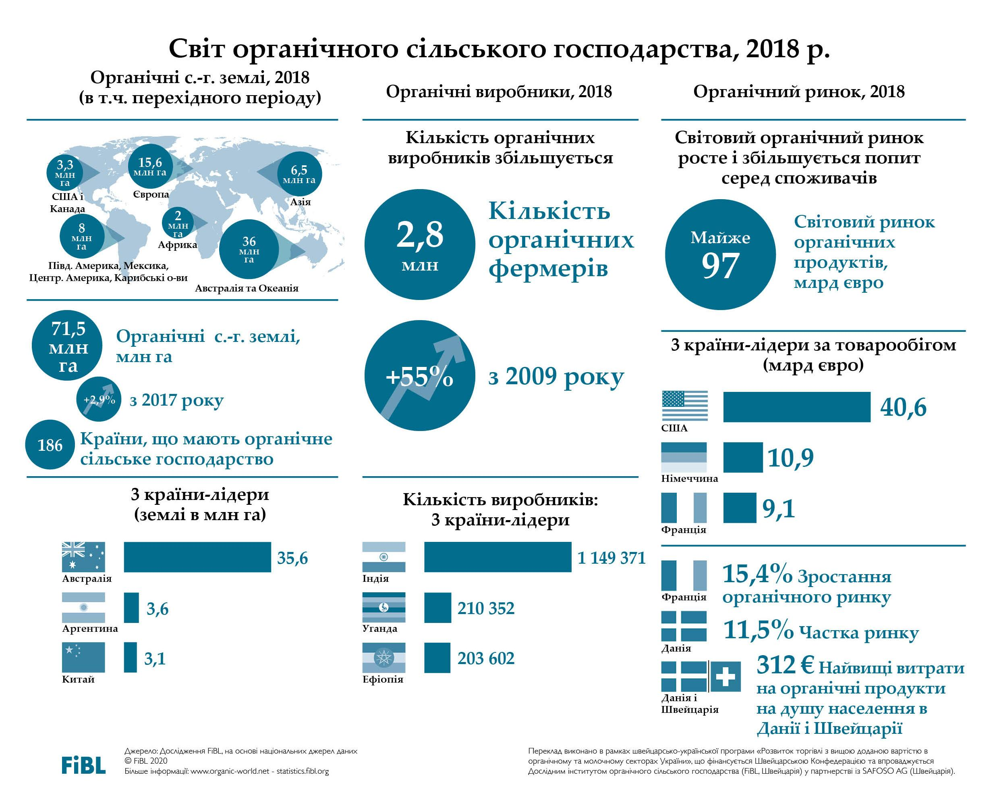 Світ органічного сільського господарства, 2018 р.
Органічні с.-г. землі, 2018
(в т.ч. перехідного періоду)
3,3
млн
га
США і
Канада
15,6
млн га
Європа
6,5
млн га
Азія
8
млн
га
Півд. Америка, Мексика,
Центр. Америка, Карибські о-ви
2
млн
га
Африка
36
млн
га
Австралія та Океанія
71,5
млн
га
Органічні с.-г. землі,
млн га
+2,9%
з 2017 року
186
Країни, що мають органічне
сільське господарство
3 країни-лідери
(землі в млн га)
Австралія
35,6
Аргентина
3,6
Китай
3,1
Органічні виробники, 2018
Кількість органічних
виробників збільшується
2,8
млн
Кількість
органічних
фермерів
+55%
з 2009 року
Кількість виробників:
3 країни-лідери
Індія
1 149 371
Уганда
210 352
Ефіопія
203 602
Органічний ринок, 2018
Світовий органічний ринок
росте і збільшується попит
серед споживачів
Майже
97
Світовий ринок
органічних
продуктів,
млрд євро
3 країни-лідери за товарообігом
(млрд євро)
США
40,6
Німеччина
10,9
Франція
9,1
Франція
15,4% Зростання
органічного ринку
Данія
11,5% Частка ринку
Данія і
Швейцарія
312 € Найвищі витрати
на органічні продукти
на душу населення в
Данії і Швейцарії
FiBL
Джерело: Дослідження FiBL, на основі національних джерел даних
© FiBL 2020
Більше інформації: www.organic-world.net - statistics.fibl.org
Переклад виконано в рамках швейцарсько-української програми «Розвиток торгівлі з вищою доданою вартістю в
органічному та молочному секторах України», що фінансується Швейцарською Конфедерацією та впроваджується
Дослідним інститутом органічного сільського господарства (FiBL, Швейцарія) у партнерстві із SAFOSO AG (Швейцарія).